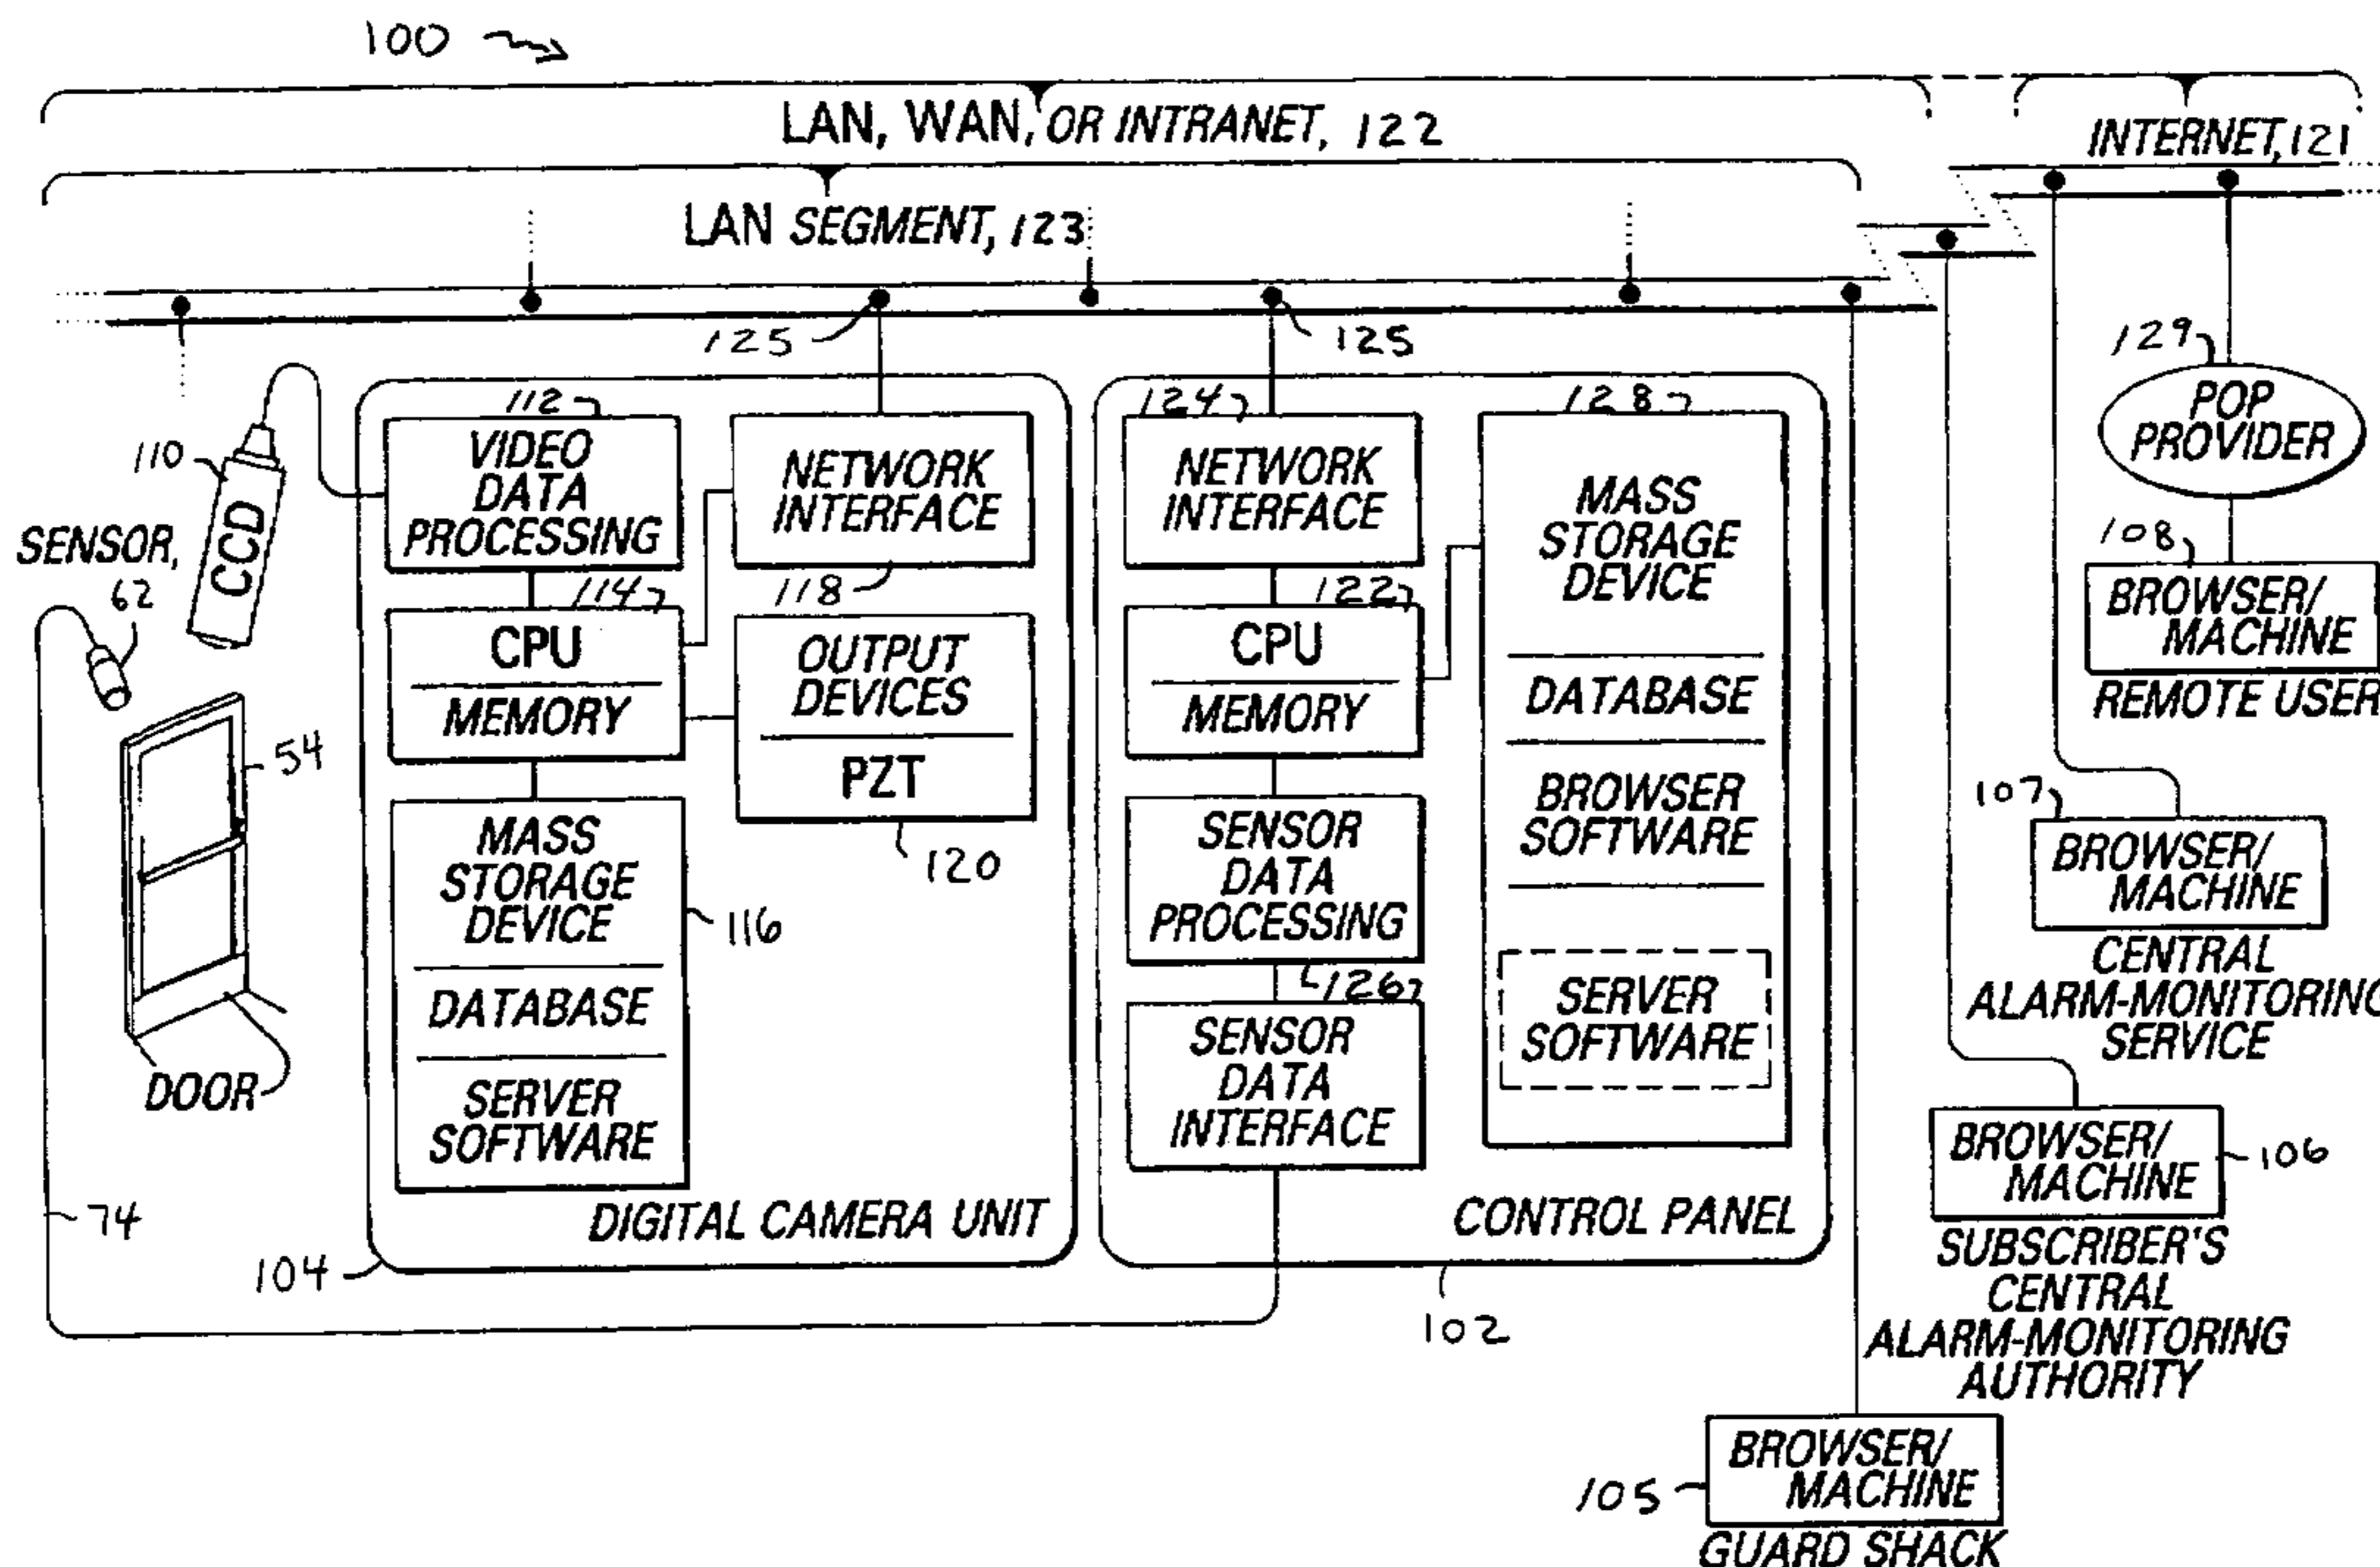 100
LAN, WAN, OR INTRANET, 122
INTERNET, 121
LAN SEGMENT, 123
125
125
129
POP
PROVIDER
108
BROWSER/
MACHINE
REMOTE USER
107
BROWSER/
MACHINE
CENTRAL
ALARM-MONITORING
SERVICE
BROWSER/
MACHINE
106
SUBSCRIBER'S
CENTRAL
ALARM-MONITORING
AUTHORITY
105
BROWSER/
MACHINE
GUARD SHACK
110
CCD
SENSOR,
62
54
DOOR
74
112
VIDEO
DATA
PROCESSING
NETWORK
INTERFACE
118
114
CPU
MEMORY
OUTPUT
DEVICES
PZT
120
MASS
STORAGE
DEVICE
116
DATABASE
SERVER
SOFTWARE
DIGITAL CAMERA UNIT
104
124
NETWORK
INTERFACE
122
CPU
MEMORY
SENSOR
DATA
PROCESSING
126
SENSOR
DATA
INTERFACE
128
MASS
STORAGE
DEVICE
DATABASE
BROWSER
SOFTWARE
SERVER
SOFTWARE
CONTROL PANEL
102